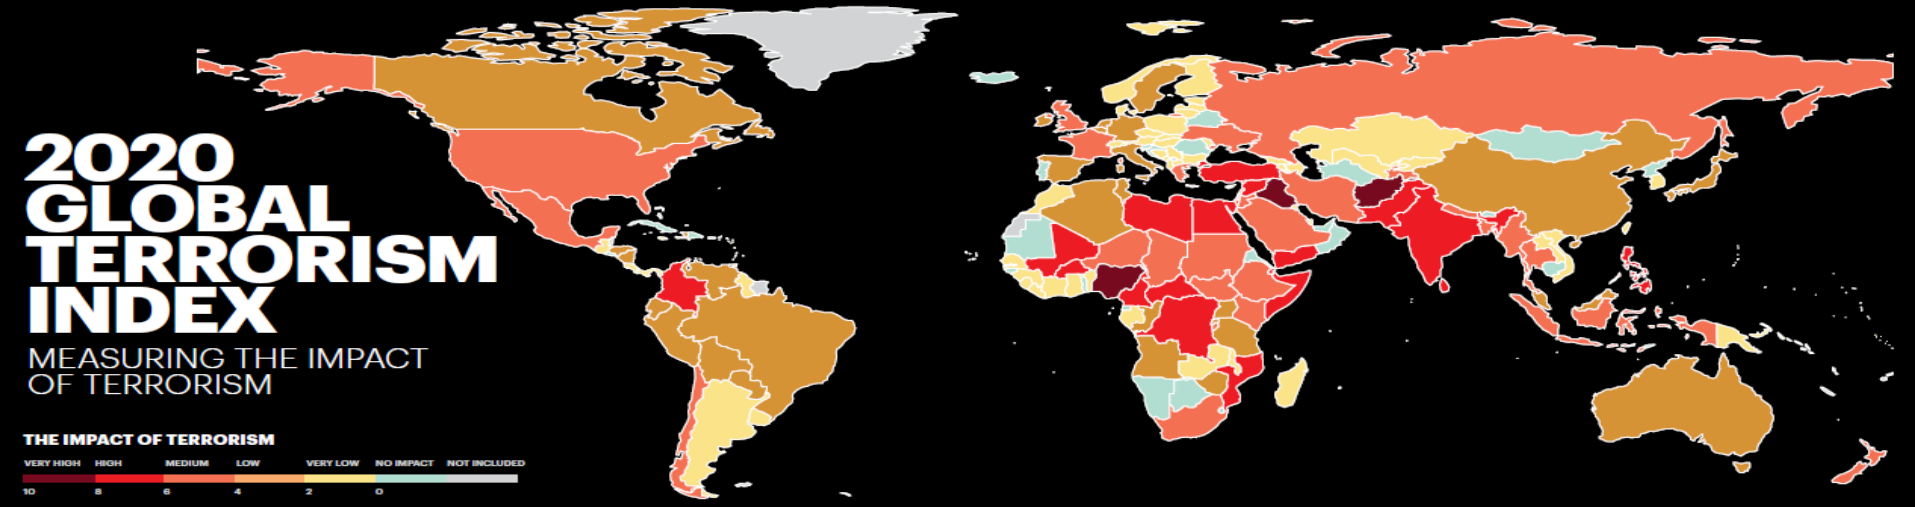 2020
GLOBAL
TERRORISM
INDEX
MEASURING THE IMPACT
OF TERRORISM
THE IMPACT OF TERRORISM
VERY HIGH HIGH MEDIUM LOW VERY LOW NO IMPACT NOT INCLUDED
10 8 6 4 2 0